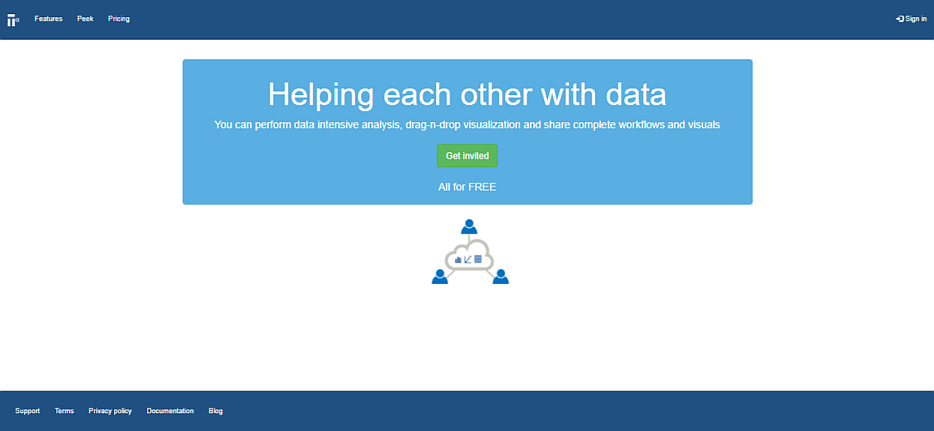 Features Peek Pricing Sign in
Helping each other with data
You can perform data intensive analysis, drag-n-drop visualization and share complete workflows and visuals
Get invited
All for FREE
Support Terms Privacy policy Documentation Blog